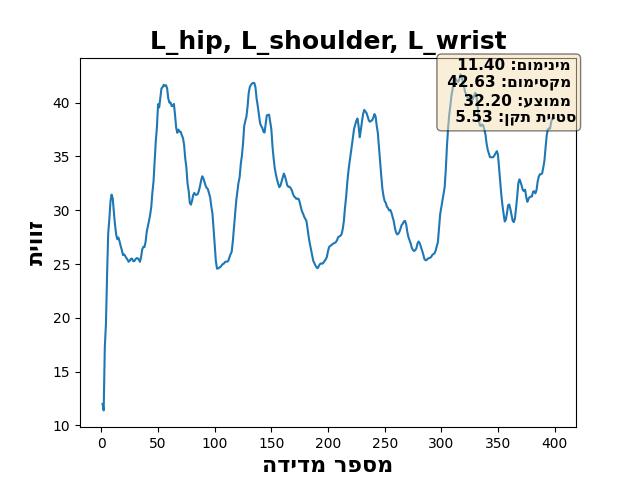 L_hip, L_shoulder, L_wrist
מינימום: 11.40
מקסימום: 42.63
ממוצע: 32.20
סטיית תקן: 5.53
זווית
40
35
30
25
20
15
10
0 50 100 150 200 250 300 350 400
מספר מדידה